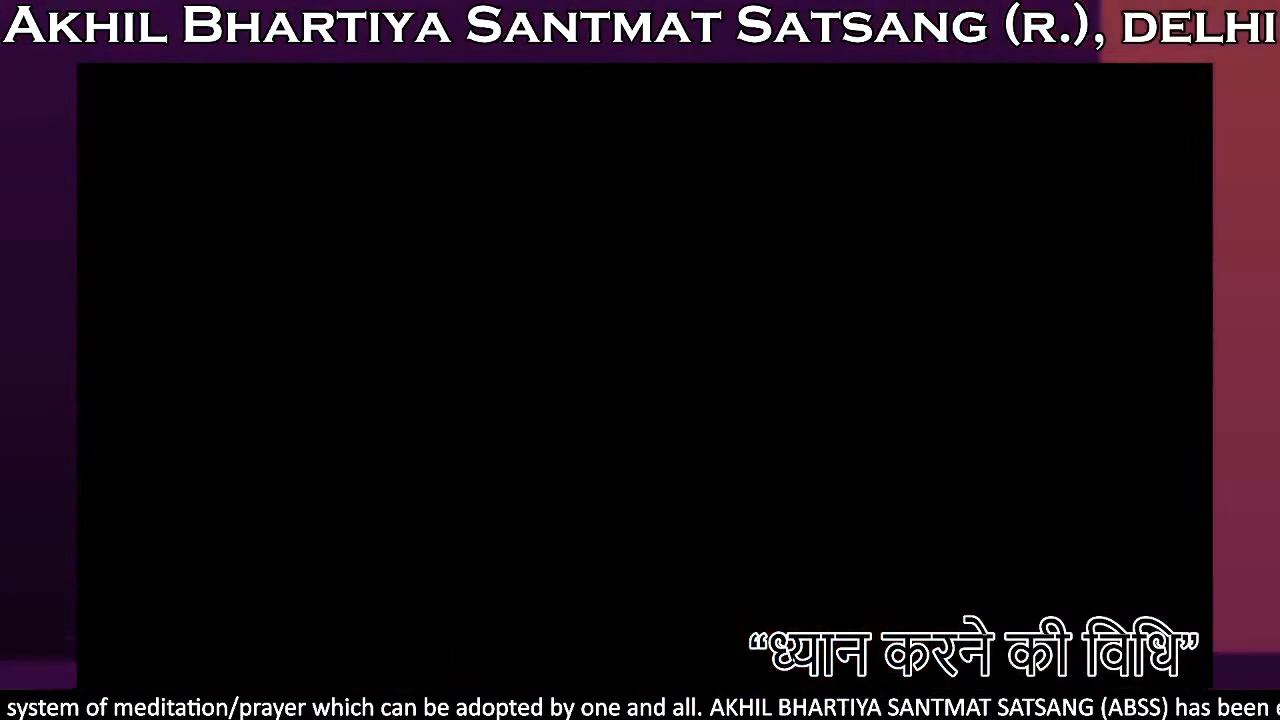 AKHIL BHARTIYA SANTMAT SATSANG (R.), DELHI
“ध्यान करने की विधि”
system of meditation/prayer which can be adopted by one and all. AKHIL BHARTIYA SANTMAT SATSANG (ABSS) has been